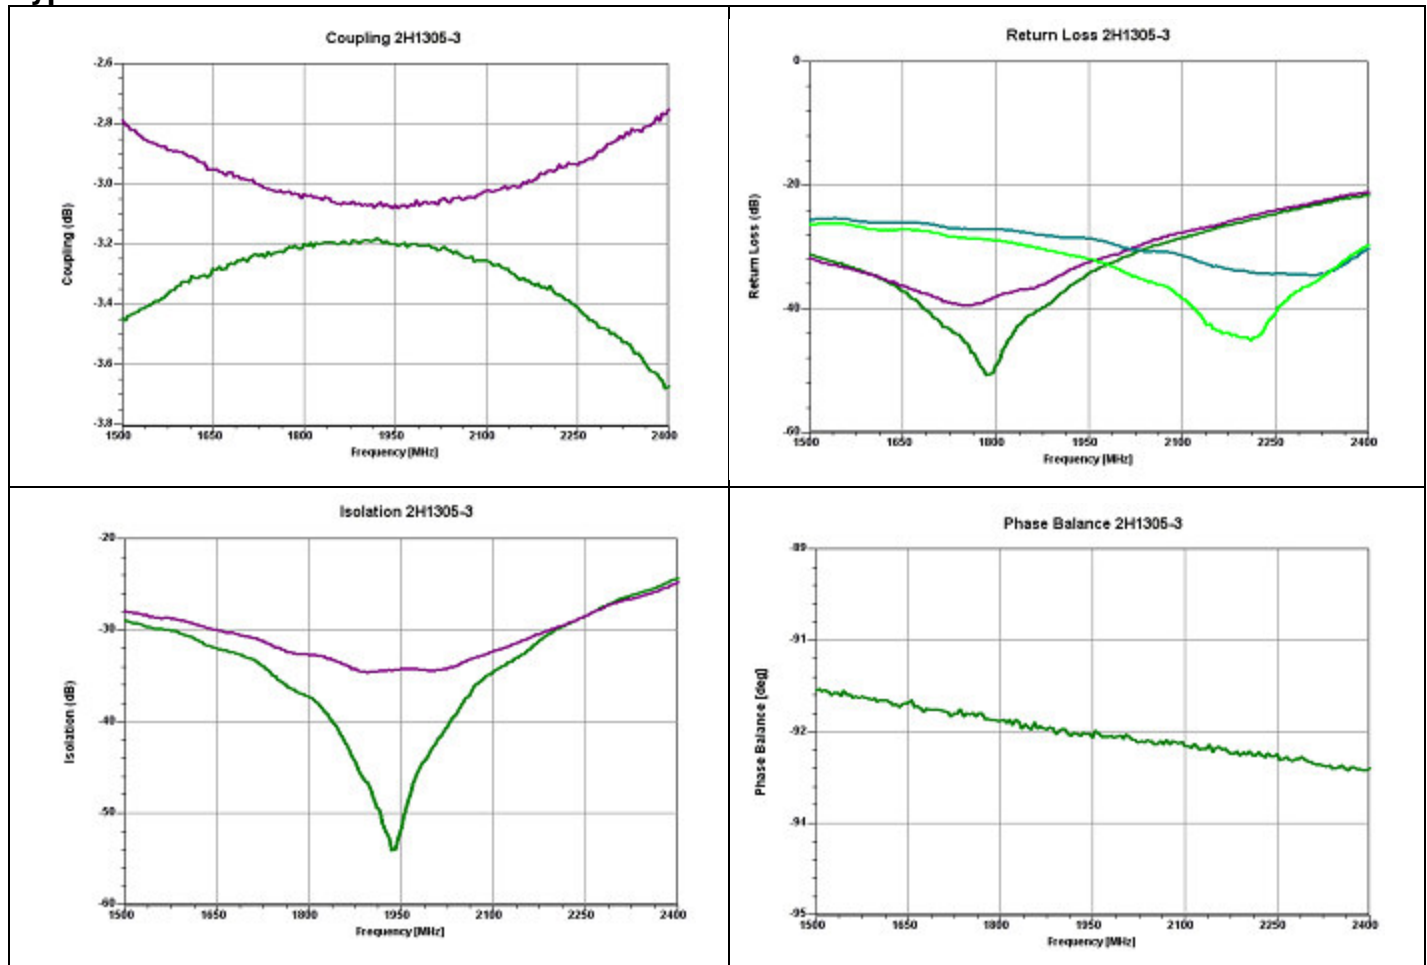 Coupling 2H1305-3
-2.6
-2.8
-3.0
-3.2
-3.4
-3.6
-3.8
Coupling (dB)
1500 1650 1800 1950 2100 2250 2400
Frequency [MHz]
Return Loss 2H1305-3
0
-20
-40
-60
Return Loss (dB)
1500 1650 1800 1950 2100 2250 2400
Frequency [MHz]
Isolation 2H1305-3
-20
-30
-40
-50
-60
Isolation (dB)
1500 1650 1800 1950 2100 2250 2400
Frequency [MHz]
Phase Balance 2H1305-3
-89
-91
-92
-94
-95
Phase Balance [deg]
1500 1650 1800 1950 2100 2250 2400
Frequency [MHz]